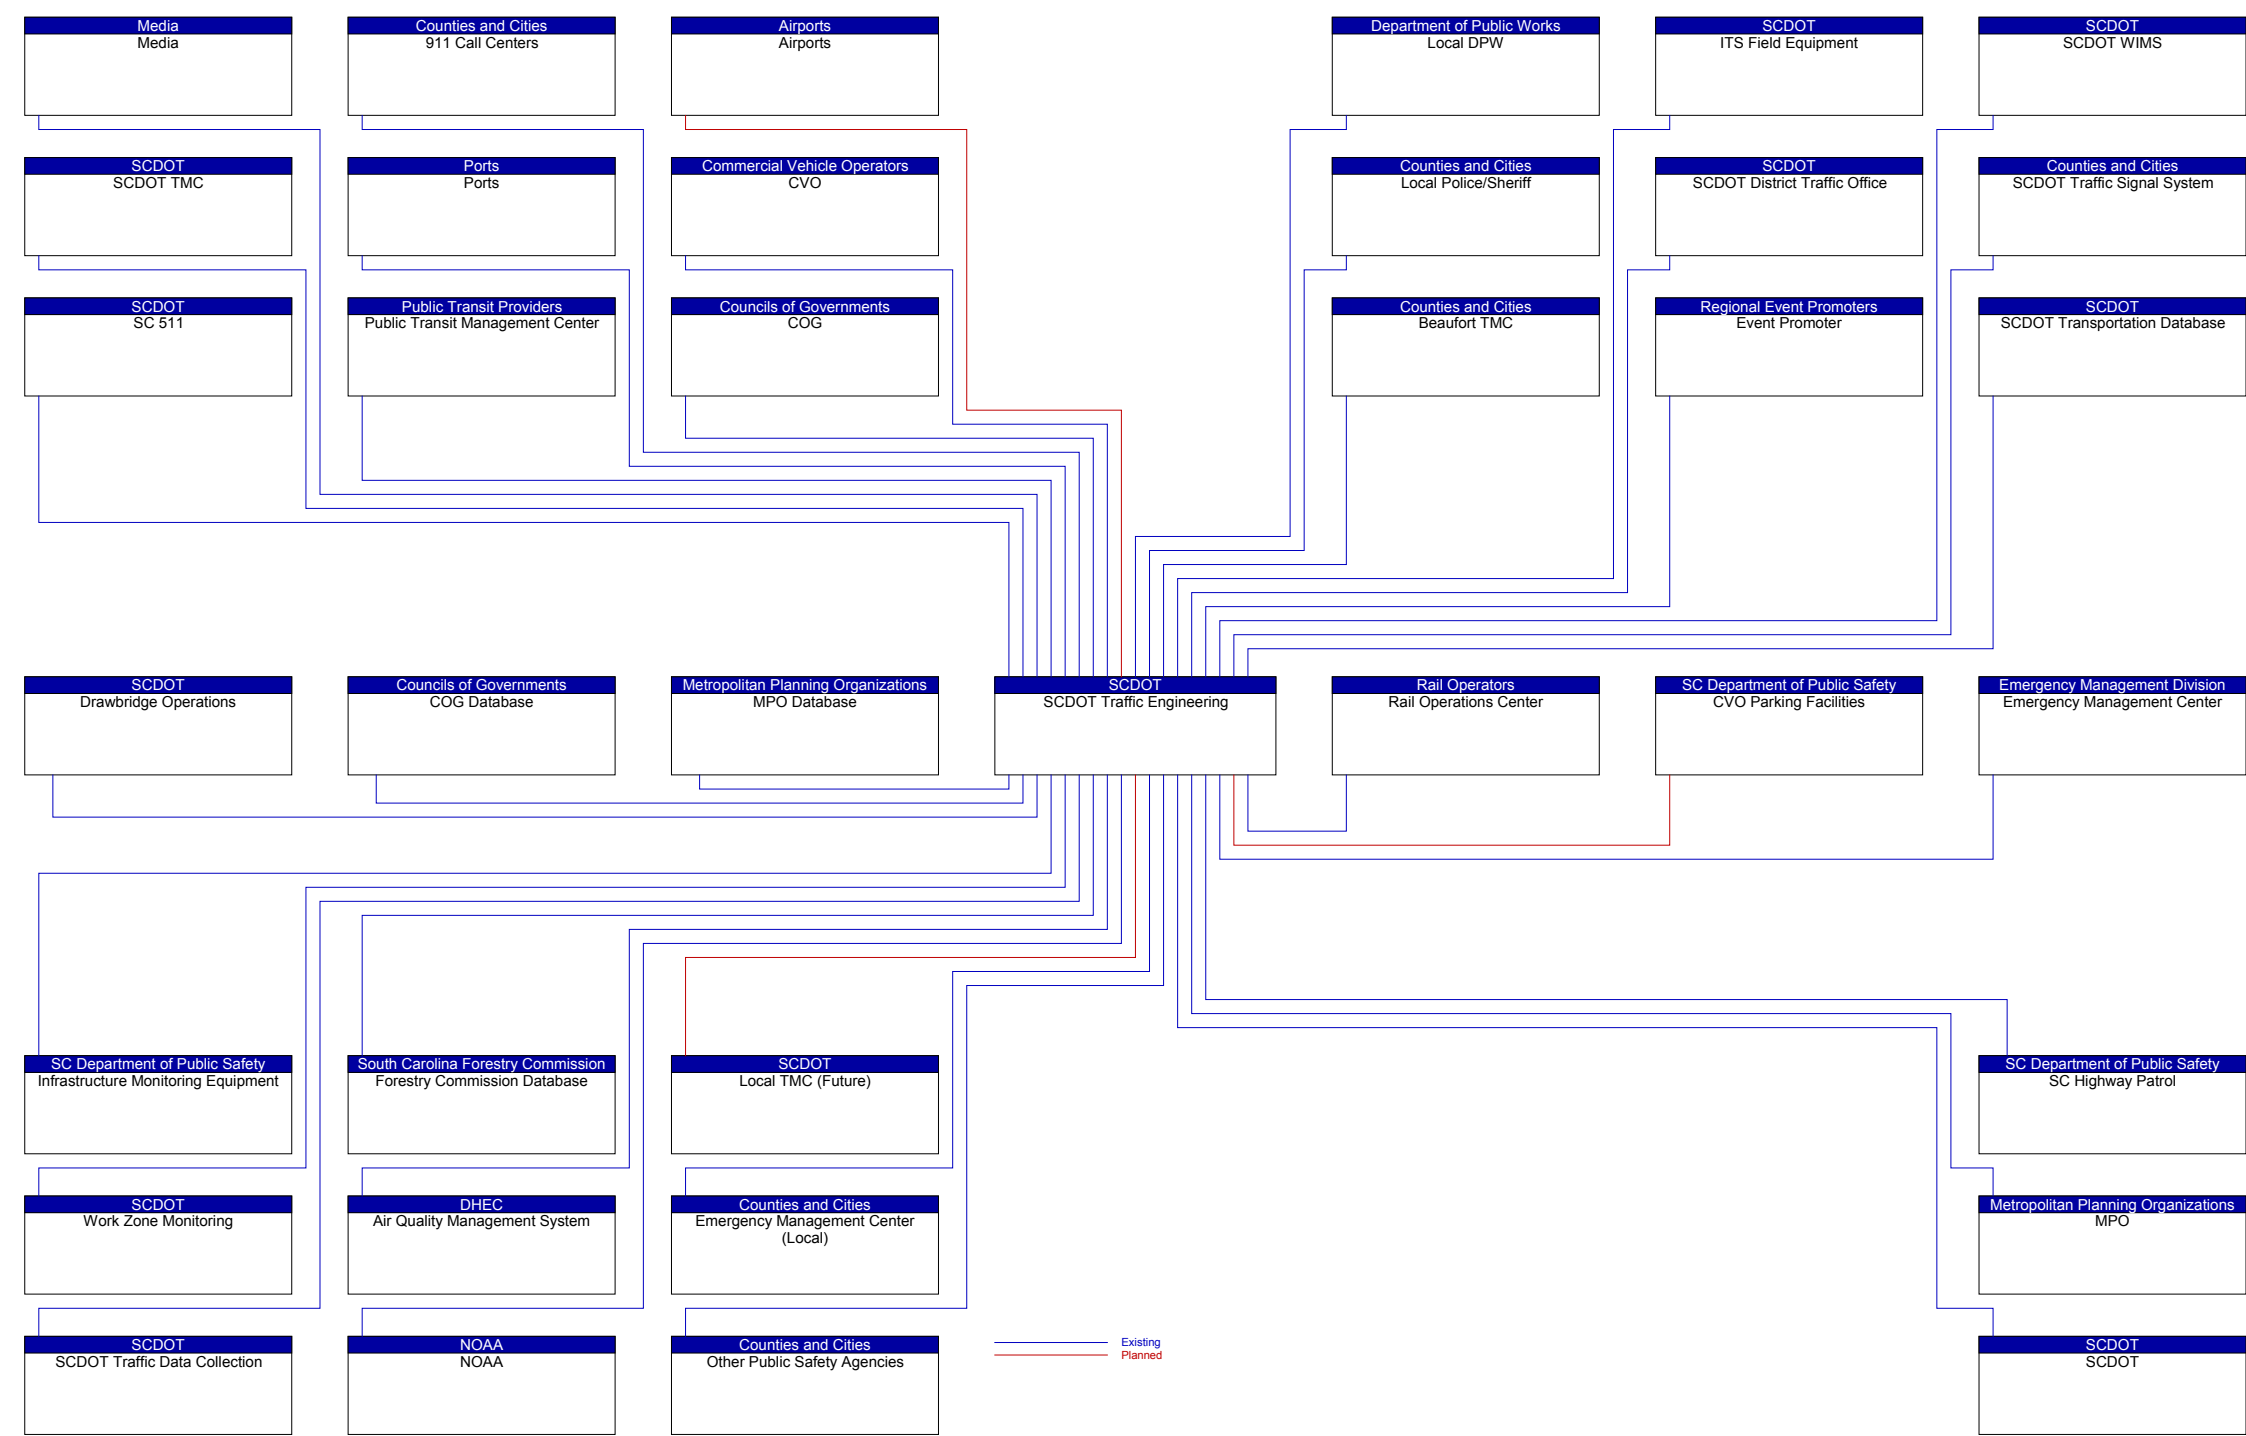 Media
Media
Counties and Cities
911 Call Centers
Airports
Airports
Department of Public Works
Local DPW
SCDOT
ITS Field Equipment
SCDOT
SCDOT WIMS
SCDOT
SCDOT TMC
Ports
Ports
Commercial Vehicle Operators
CVO
Counties and Cities
Local Police/Sheriff
SCDOT
SCDOT District Traffic Office
Counties and Cities
SCDOT Traffic Signal System
SCDOT
SC 511
Public Transit Providers
Public Transit Management Center
Councils of Governments
COG
Counties and Cities
Beaufort TMC
Regional Event Promoters
Event Promoter
SCDOT
SCDOT Transportation Database
SCDOT
Drawbridge Operations
Councils of Governments
COG Database
Metropolitan Planning Organizations
MPO Database
SCDOT
SCDOT Traffic Engineering
Rail Operators
Rail Operations Center
SC Department of Public Safety
CVO Parking Facilities
Emergency Management Division
Emergency Management Center
SC Department of Public Safety
Infrastructure Monitoring Equipment
South Carolina Forestry Commission
Forestry Commission Database
SCDOT
Local TMC (Future)
SC Department of Public Safety
SC Highway Patrol
SCDOT
Work Zone Monitoring
DHEC
Air Quality Management System
Counties and Cities
Emergency Management Center
(Local)
Metropolitan Planning Organizations
MPO
SCDOT
SCDOT Traffic Data Collection
NOAA
NOAA
Counties and Cities
Other Public Safety Agencies
Existing
Planned
SCDOT
SCDOT